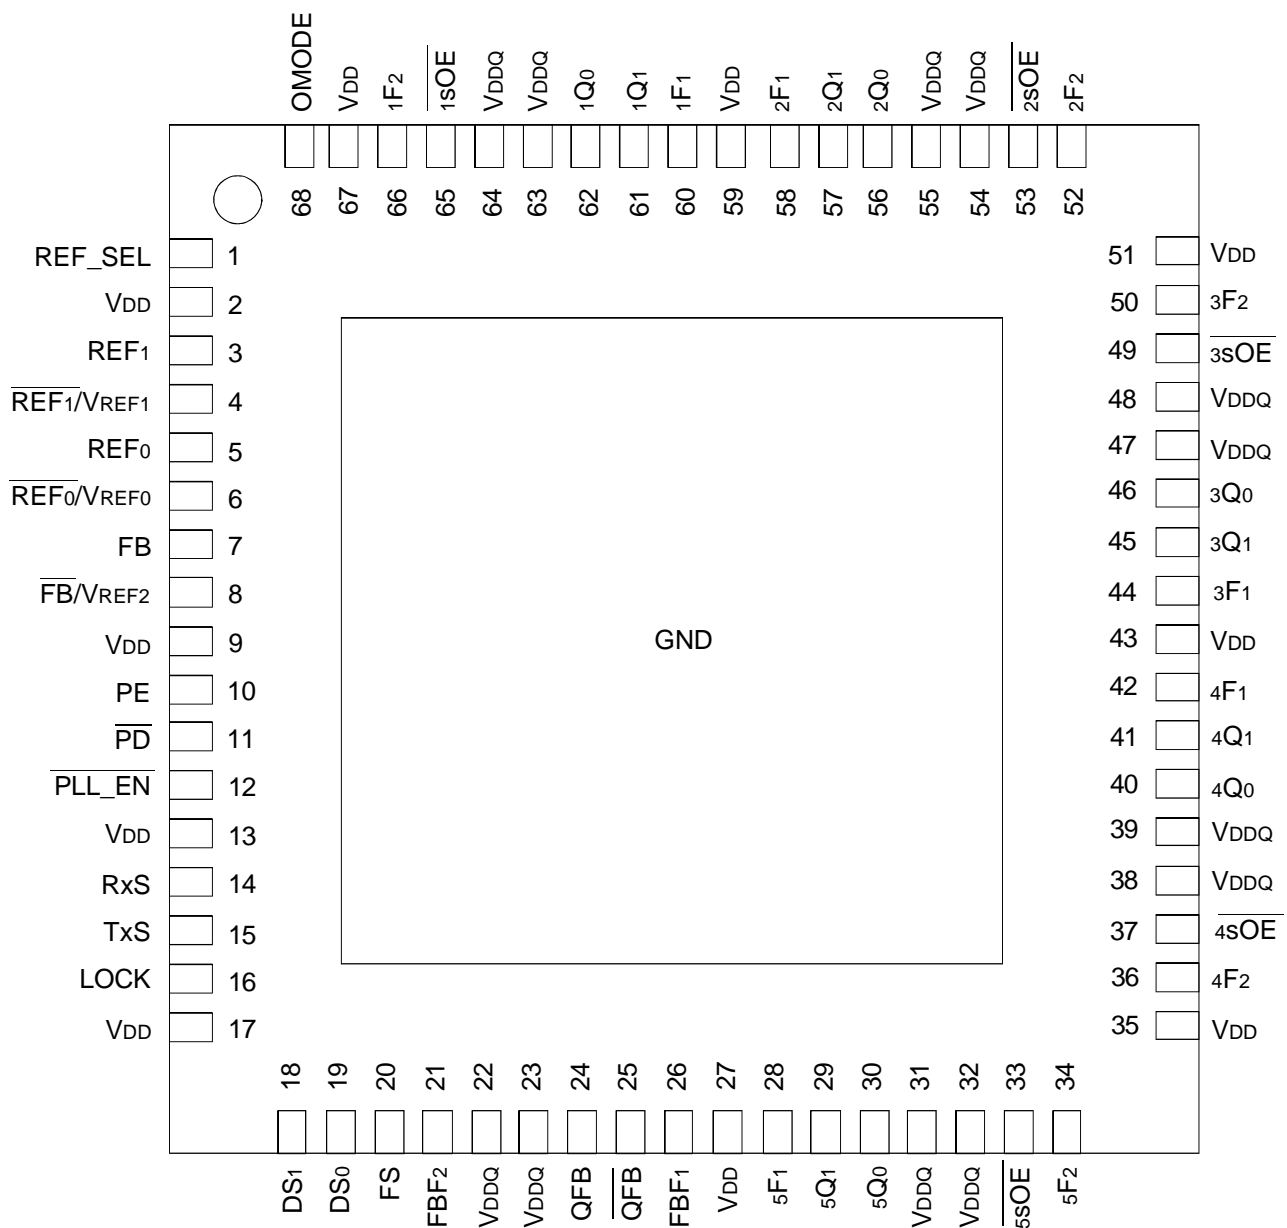 OMODE
VDD
1F2
1sOE
VDDQ
VDDQ
1Q0
1Q1
1F1
VDD
2F1
2Q1
2Q0
VDDQ
VDDQ
2sOE
2F2
68
67
66
65
64
63
62
61
60
59
58
57
56
55
54
53
52
REF_SEL 1
VDD 2
REF1 3
REF1/VREF1 4
REF0 5
REF0/VREF0 6
FB 7
FB/VREF2 8
VDD 9
PE 10
PD 11
PLL_EN 12
VDD 13
RxS 14
TxS 15
LOCK 16
VDD 17
GND
51 VDD
50 3F2
49 3sOE
48 VDDQ
47 VDDQ
46 3Q0
45 3Q1
44 3F1
43 VDD
42 4F1
41 4Q1
40 4Q0
39 VDDQ
38 VDDQ
37 4sOE
36 4F2
35 VDD
18
19
20
21
22
23
24
25
26
27
28
29
30
31
32
33
34
DS1
DS0
FS
FBF2
VDDQ
VDDQ
QFB
QFB
FBF1
VDD
5F1
5Q1
5Q0
VDDQ
VDDQ
5sOE
5F2